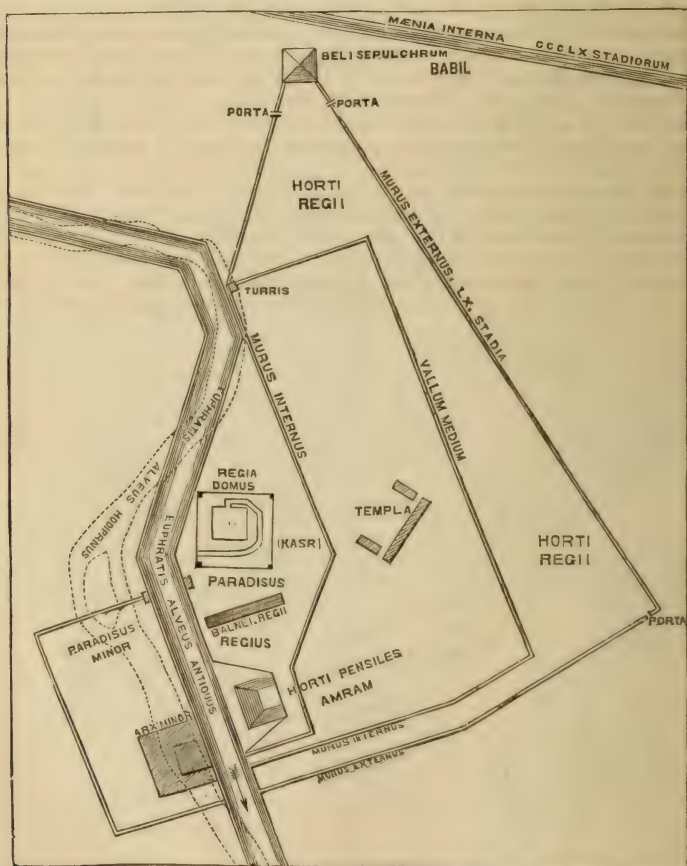 MÆNIA INTERNA CCCLX STADIORUM
BELI SEPULCHRUM
BABIL
PORTA
PORTA
HORTI
REGII
MURUS EXTERNUS. LX. STADIA
TURRIS
MURUS INTERNUS
VALLUM MEDIUM
EUPHRATIS
ALVEUS
HODIERNUS
REGIA
DOMUS
(KASR)
TEMPLA
HORTI
REGII
EUPHRATIS ALVEUS ANTIQUUS
PARADISUS
BALNEI. REGII
REGIUS
PORTA
PARADISUS
MINOR
HORTI PENSILES
AMRAM
ARX MINOR
MURUS INTERNUS
MURUS EXTERNUS